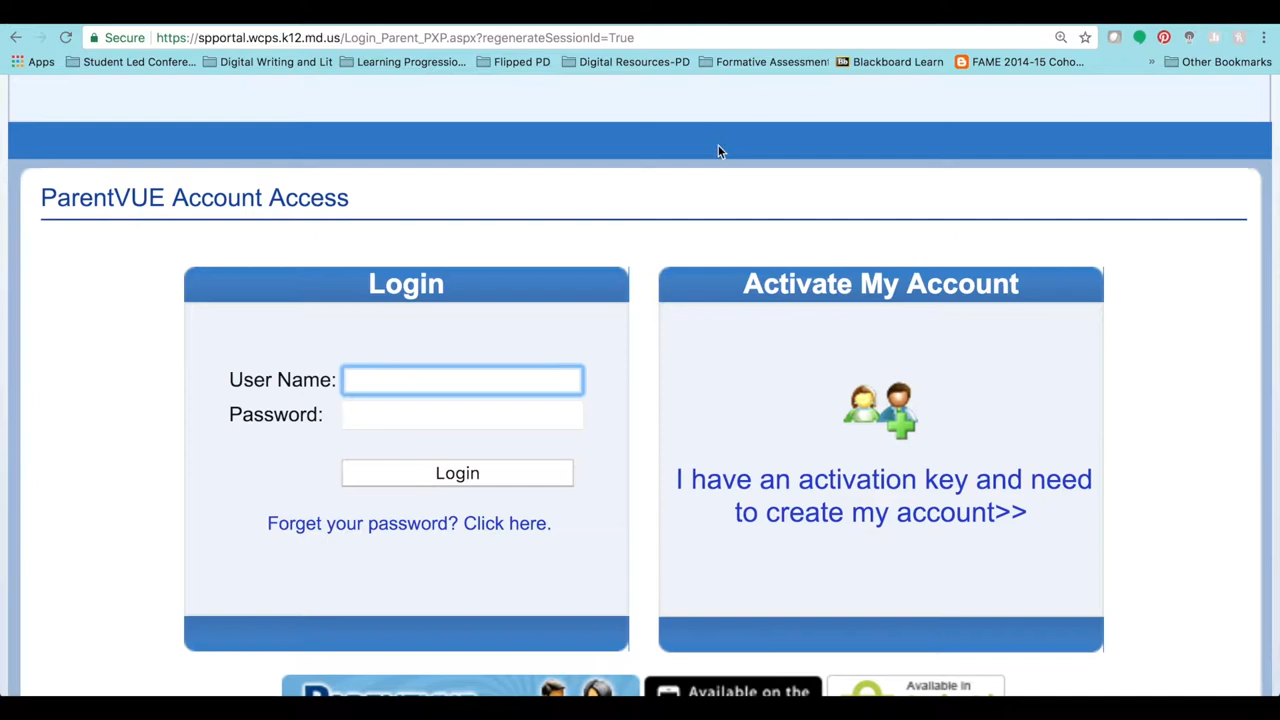 Secure https://spportal.wcps.k12.md.us/Login_Parent_PXP.aspx?regenerateSessionId=True
Apps Student Led Confere... Digital Writing and Lit Learning Progressio... Flipped PD Digital Resources-PD Formative Assessment Bb Blackboard Learn FAME 2014-15 Coho... » Other Bookmarks
ParentVUE Account Access
Login
User Name:
Password:
Login
Forget your password? Click here.
Activate My Account
I have an activation key and need
to create my account>>
Available on the
Available in